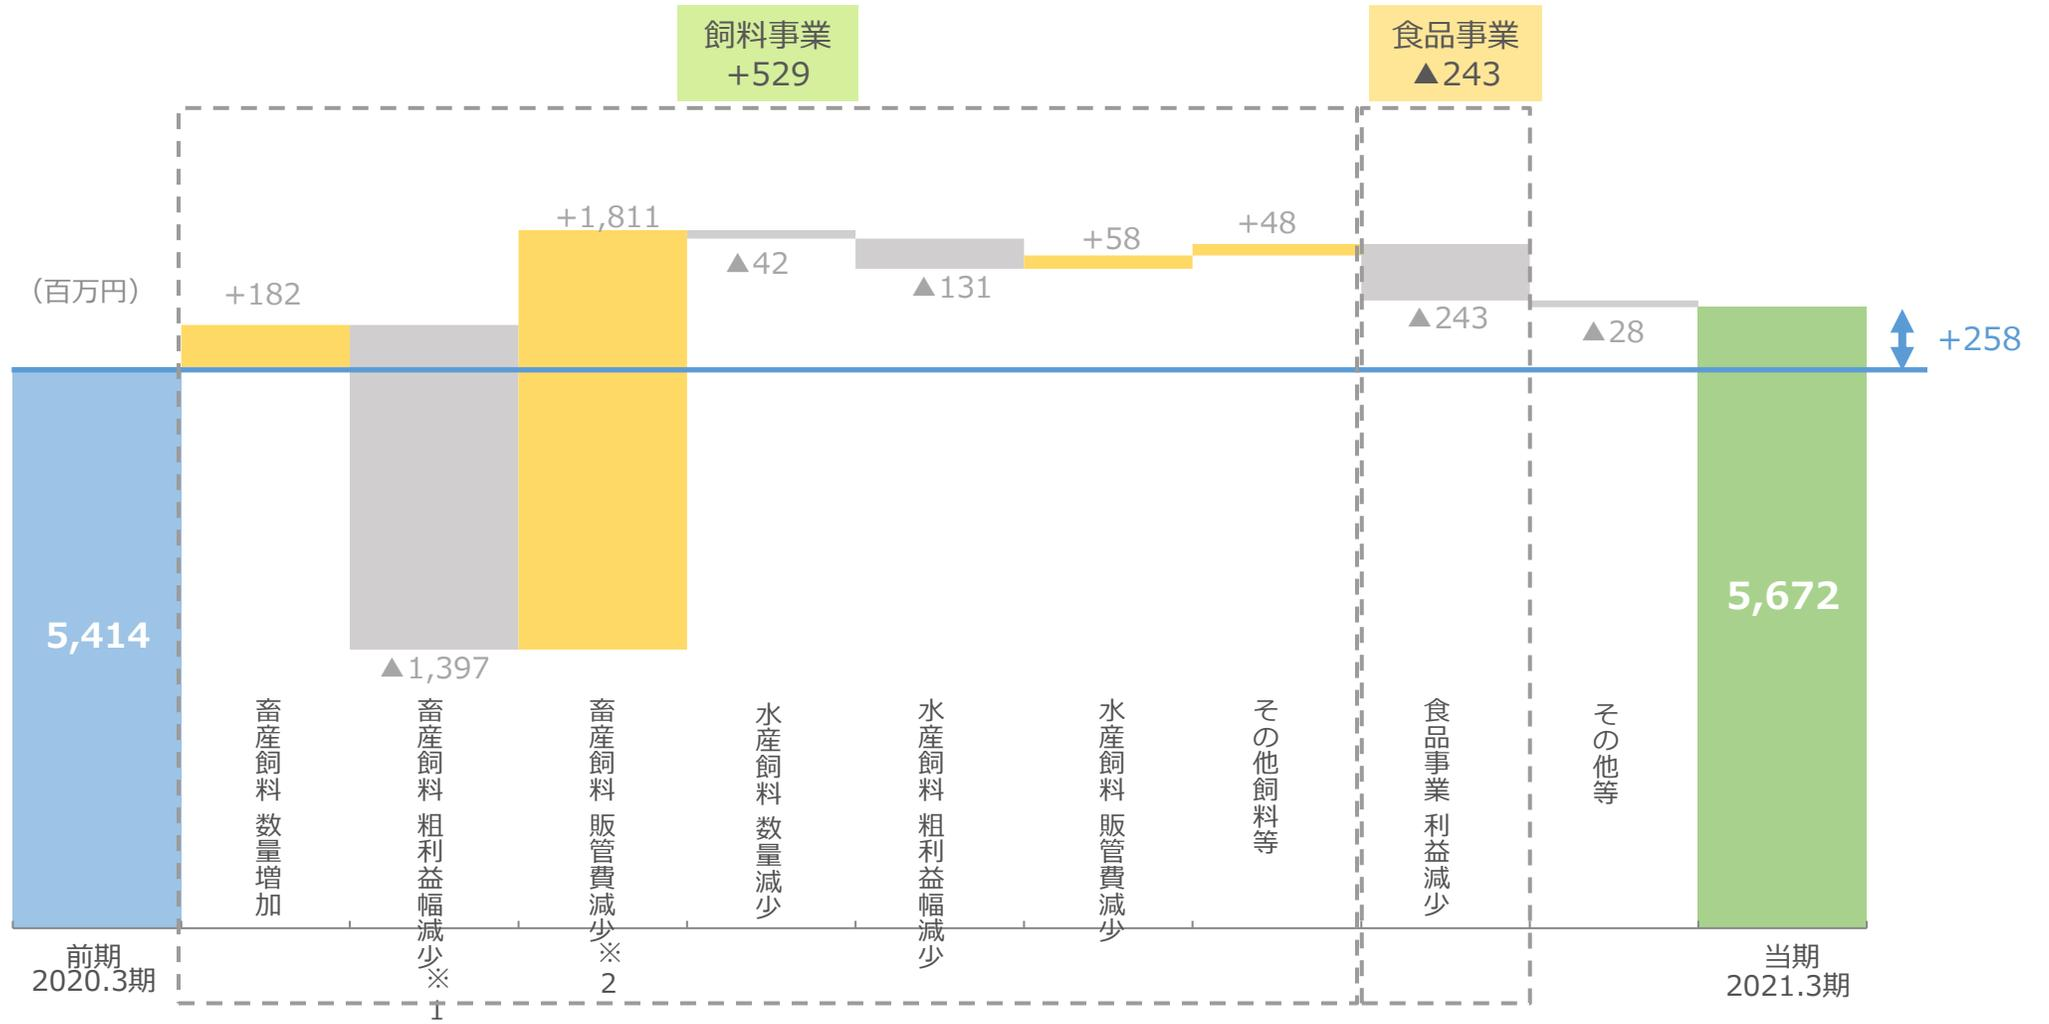 飼料事業
+529
食品事業
▲243
（百万円）
+182
▲1,397
+1,811
▲42
▲131
+58
+48
▲243
▲28
+258
5,414
5,672
畜産飼料 数量増加
畜産飼料 粗利益幅減少※1
畜産飼料 販管費減少※2
水産飼料 数量減少
水産飼料 粗利益幅減少
水産飼料 販管費減少
その他飼料等
食品事業 利益減少
その他等
前期
2020.3期
当期
2021.3期